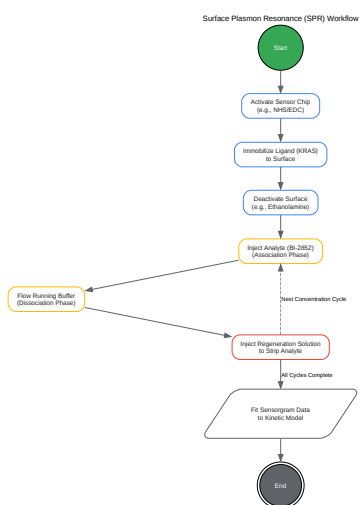 Surface Plasmon Resonance (SPR) Workflow
Start
Activate Sensor Chip
(e.g., NHS/EDC)
Immobilize Ligand (KRAS)
to Surface
Deactivate Surface
(e.g., Ethanolamine)
Inject Analyte (BI-2852)
(Association Phase)
Flow Running Buffer
(Dissociation Phase)
Next Concentration Cycle
Inject Regeneration Solution
to Strip Analyte
All Cycles Complete
Fit Sensorgram Data
to Kinetic Model
End